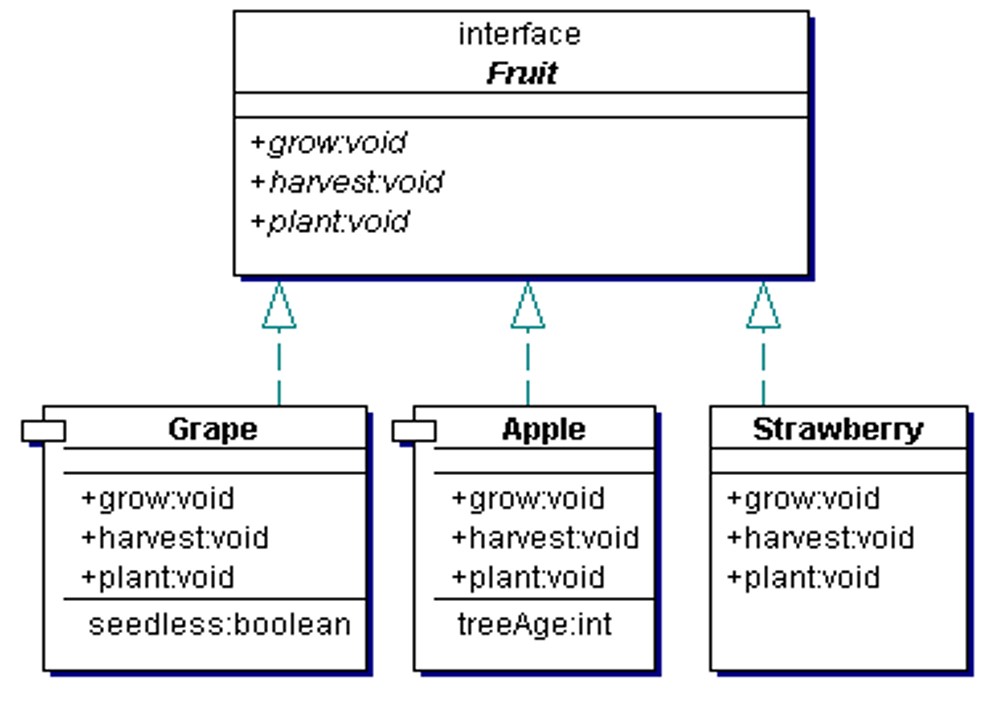 interface
Fruit
+grow:void
+harvest:void
+plant:void
Grape
+grow:void
+harvest:void
+plant:void
seedless:boolean
Apple
+grow:void
+harvest:void
+plant:void
treeAge:int
Strawberry
+grow:void
+harvest:void
+plant:void